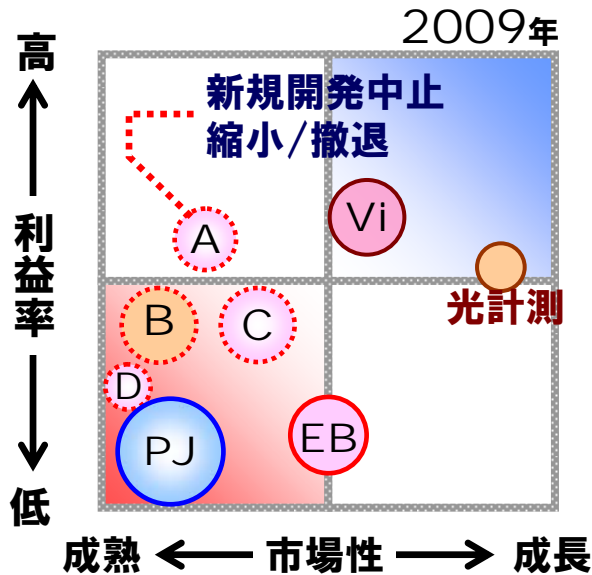 2009年
高
新規開発中止
縮小/撤退
利益率
A
Vi
光計測
B
C
D
PJ
EB
低
成熟
市場性
成長